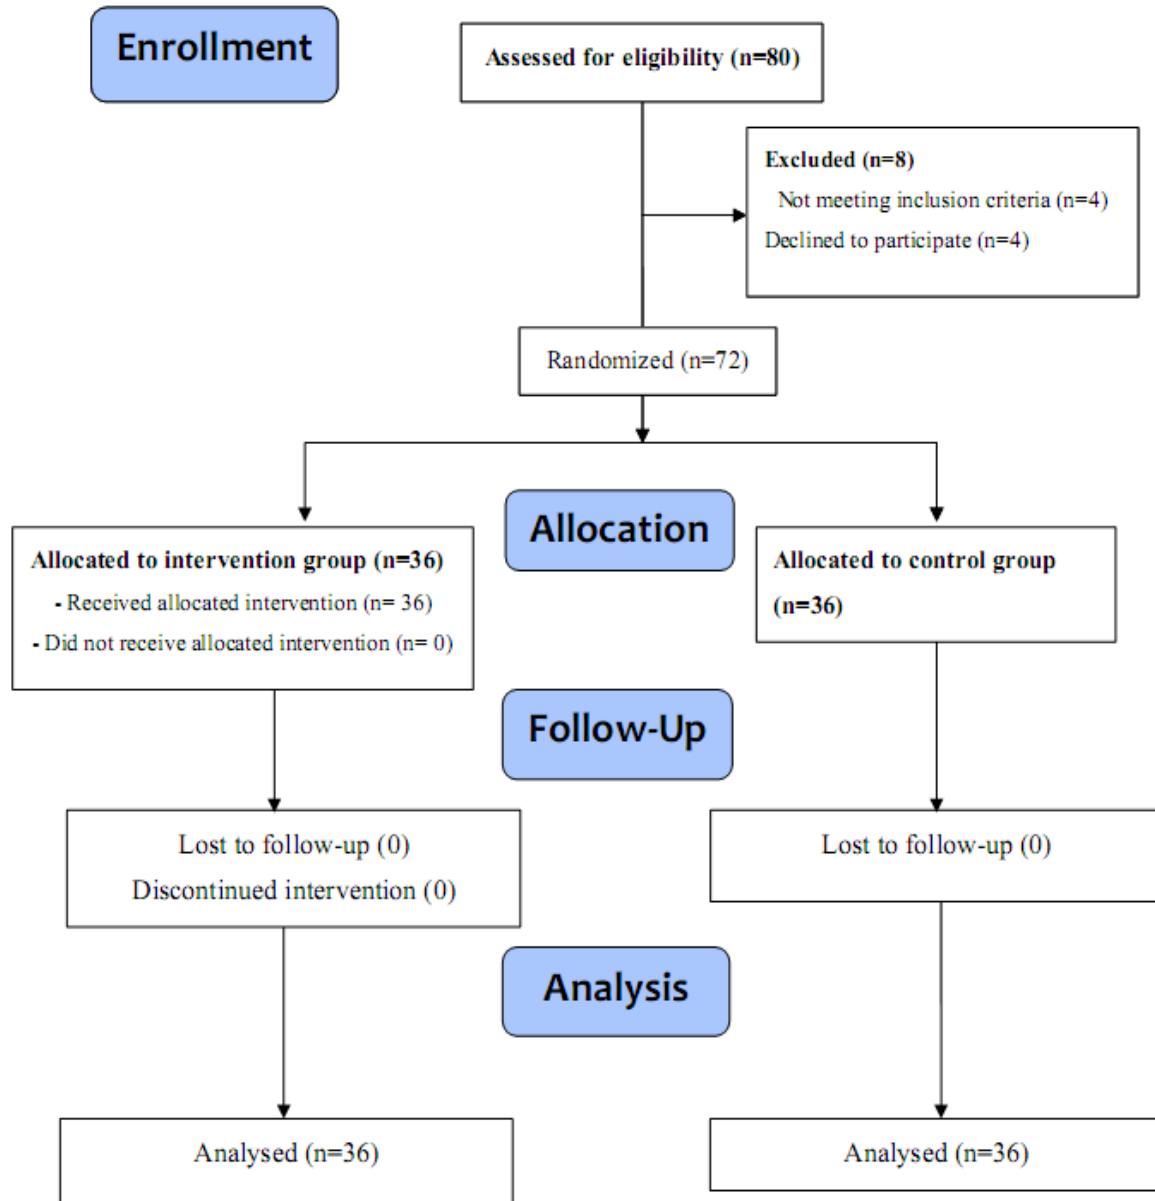 Enrollment
Assessed for eligibility (n=80)
Excluded (n=8)
Not meeting inclusion criteria (n=4)
Declined to participate (n=4)
Randomized (n=72)
Allocation
Allocated to intervention group (n=36)
- Received allocated intervention (n= 36)
- Did not receive allocated intervention (n= 0)
Allocated to control group
(n=36)
Follow-Up
Lost to follow-up (0)
Discontinued intervention (0)
Lost to follow-up (0)
Analysis
Analysed (n=36)
Analysed (n=36)